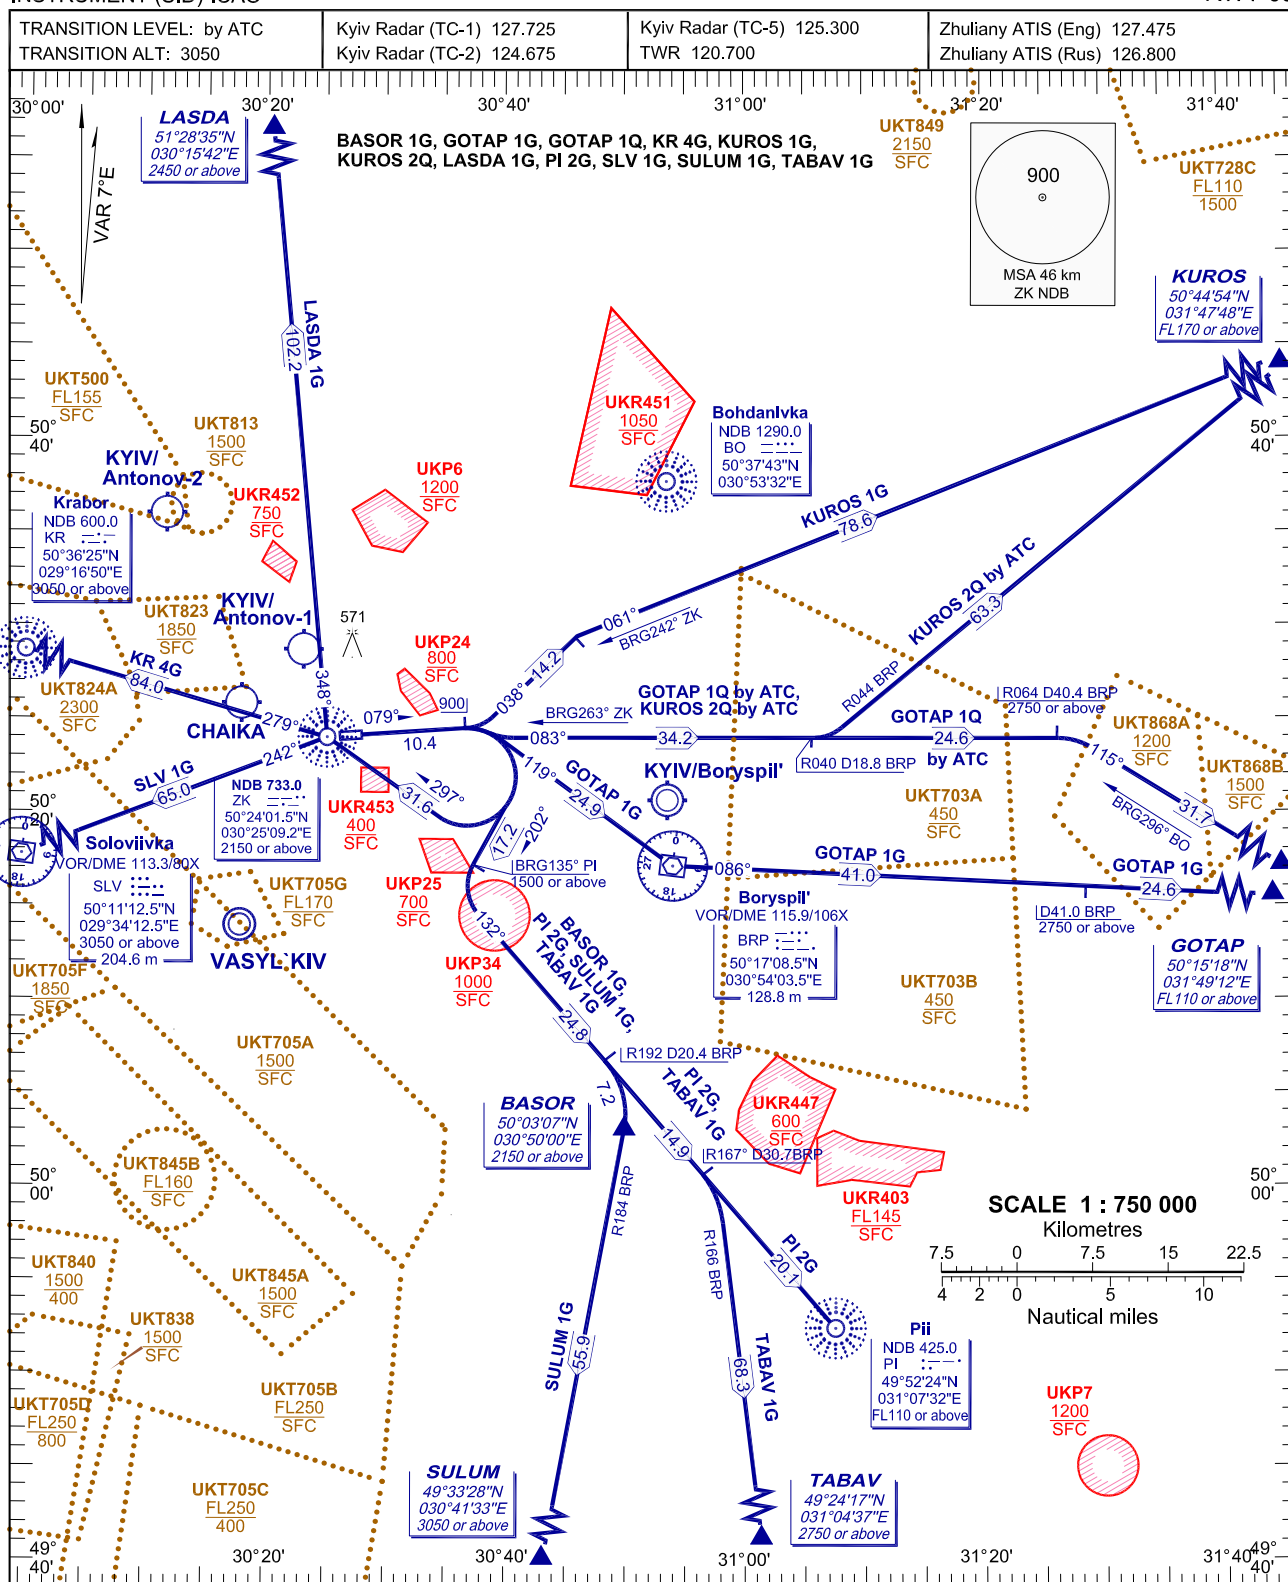 INSTRUMENT (SID) ICAO
TRANSITION LEVEL: by ATC
TRANSITION ALT: 3050
Kyiv Radar (TC-1) 127.725
Kyiv Radar (TC-2) 124.675
Kyiv Radar (TC-5) 125.300
TWR 120.700
Zhuliany ATIS (Eng) 127.475
Zhuliany ATIS (Rus) 126.800
30°00'
30°20'
30°40'
31°00'
31°20'
31°40'
BASOR 1G, GOTAP 1G, GOTAP 1Q, KR 4G, KUROS 1G,
KUROS 2Q, LASDA 1G, PI 2G, SLV 1G, SULUM 1G, TABAV 1G
LASDA
51°28'35"N
030°15'42"E
2450 or above
VAR 7°E
UKT849
2150
SFC
900
MSA 46 km
ZK NDB
UKT728C
FL110
1500
KUROS
50°44'54"N
031°47'48"E
FL170 or above
LASDA 1G
102.2
UKT500
FL155
SFC
UKT813
1500
SFC
UKR451
1050
SFC
Bohdanivka
NDB 1290.0
BO
50°37'43"N
030°53'32"E
50°
40'
50°
40'
KYIV/
Antonov-2
UKR452
750
SFC
UKP6
1200
SFC
Krabor
NDB 600.0
KR
50°36'25"N
029°16'50"E
3050 or above
KUROS 1G
78.6
KUROS 2Q by ATC
63.3
UKT823
1850
SFC
KYIV/
Antonov-1
571
UKP24
800
SFC
061°
BRG242° ZK
14.2
038°
R044 BRP
KR 4G
84.0
279°
348°
UKT824A
2300
SFC
CHAIKA
079°
900
10.4
GOTAP 1Q by ATC,
KUROS 2Q by ATC
BRG263° ZK
083°
34.2
R040 D18.8 BRP
GOTAP 1Q
24.6
by ATC
R064 D40.4 BRP
2750 or above
UKT868A
1200
SFC
115°
31.7
BRG296° BO
UKT868B
1500
SFC
242°
SLV 1G
65.0
NDB 733.0
ZK
50°24'01.5"N
030°25'09.2"E
2150 or above
UKR453
400
SFC
297°
31.6
119°
GOTAP 1G
24.9
KYIV/Boryspil'
UKT703A
450
SFC
50°
20'
50°
20'
Soloviivka
VOR/DME 113.3/80X
SLV
50°11'12.5"N
029°34'12.5"E
3050 or above
204.6 m
202°
17.2
BRG135° PI
1500 or above
UKP25
700
SFC
086°
GOTAP 1G
41.0
GOTAP 1G
24.6
D41.0 BRP
2750 or above
UKT705G
FL170
SFC
VASYL`KIV
Boryspil'
VOR/DME 115.9/106X
BRP
50°17'08.5"N
030°54'03.5"E
128.8 m
GOTAP
50°15'18"N
031°49'12"E
FL110 or above
UKT705F
1850
SFC
UKP34
1000
SFC
132°
BASOR 1G,
PI 2G, SULUM 1G,
TABAV 1G
24.8
UKT703B
450
SFC
UKT705A
1500
SFC
R192 D20.4 BRP
PI 2G,
TABAV 1G
14.9
7.2
BASOR
50°03'07"N
030°50'00"E
2150 or above
UKR447
600
SFC
R167° D30.7BRP
UKT845B
FL160
SFC
UKR403
FL145
SFC
50°
00'
50°
00'
R184 BRP
R166 BRP
SCALE 1 : 750 000
Kilometres
7.5 0 7.5 15 22.5
4 2 0 5 10
Nautical miles
UKT840
1500
400
UKT845A
1500
SFC
UKT838
1500
SFC
PI 2G
20.1
Pii
NDB 425.0
PI
49°52'24"N
031°07'32"E
FL110 or above
SULUM 1G
55.9
TABAV 1G
68.3
UKT705D
FL250
800
UKT705B
FL250
SFC
UKP7
1200
SFC
UKT705C
FL250
400
SULUM
49°33'28"N
030°41'33"E
3050 or above
TABAV
49°24'17"N
031°04'37"E
2750 or above
49°
40'
30°20'
30°40'
31°00'
31°20'
31°40'
49°
40'